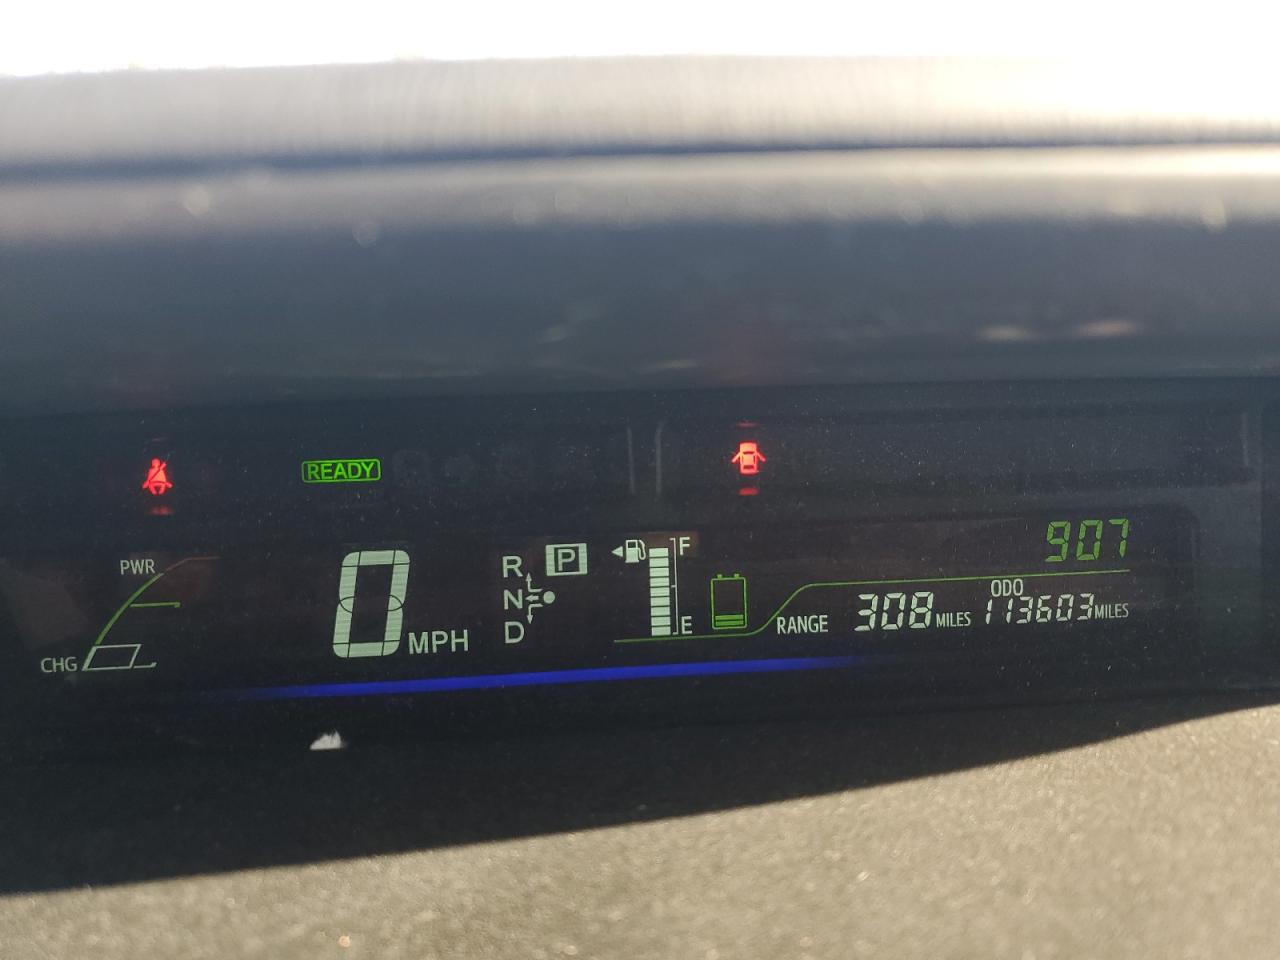 READY
907
PWR
CHG
0 MPH
R
N
D
P
F
E
RANGE 308 MILES
ODO
113603 MILES